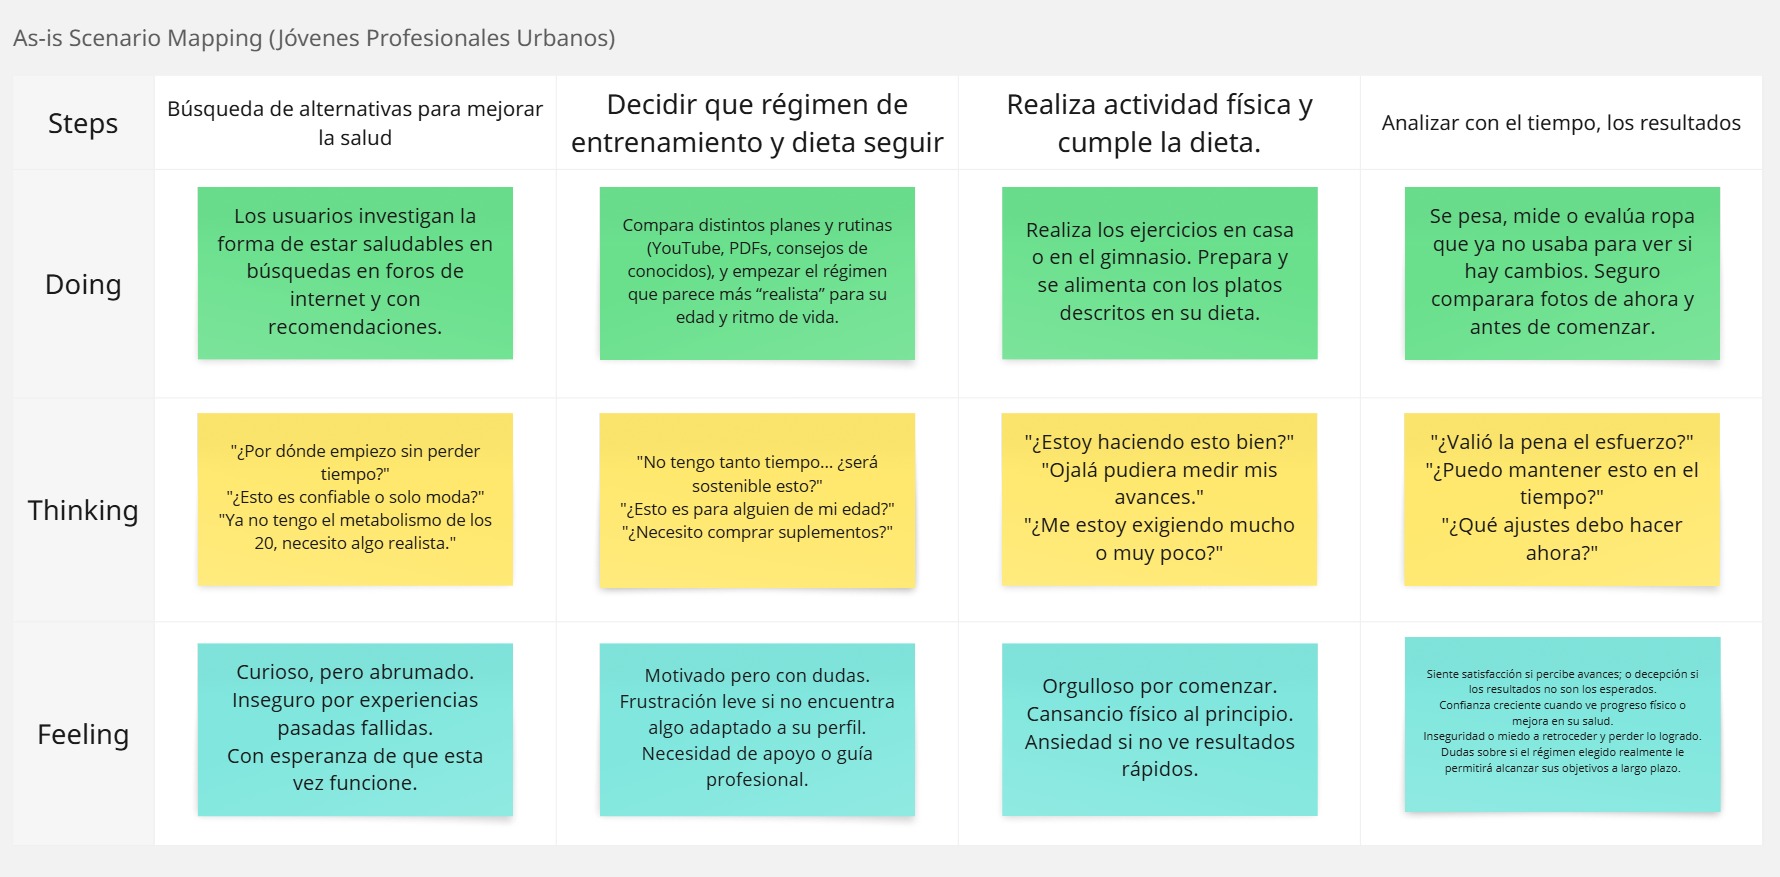 As-is Scenario Mapping (Jóvenes Profesionales Urbanos)
Steps
Búsqueda de alternativas para mejorar
la salud
Decidir que régimen de
entrenamiento y dieta seguir
Realiza actividad física y
cumple la dieta.
Analizar con el tiempo, los resultados
Doing
Los usuarios investigan la
forma de estar saludables en
búsquedas en foros de
internet y con
recomendaciones.
Compara distintos planes y rutinas
(YouTube, PDFs, consejos de
conocidos), y empezar el régimen
que parece más “realista” para su
edad y ritmo de vida.
Realiza los ejercicios en casa
o en el gimnasio. Prepara y
se alimenta con los platos
descritos en su dieta.
Se pesa, mide o evalúa ropa
que ya no usaba para ver si
hay cambios. Seguro
comparara fotos de ahora y
antes de comenzar.
Thinking
"¿Por dónde empiezo sin perder
tiempo?"
"¿Esto es confiable o solo moda?"
"Ya no tengo el metabolismo de los
20, necesito algo realista."
"No tengo tanto tiempo... ¿será
sostenible esto?"
"¿Esto es para alguien de mi edad?"
"¿Necesito comprar suplementos?"
"¿Estoy haciendo esto bien?"
"Ojalá pudiera medir mis
avances."
"¿Me estoy exigiendo mucho
o muy poco?"
"¿Valió la pena el esfuerzo?"
"¿Puedo mantener esto en el
tiempo?"
"¿Qué ajustes debo hacer
ahora?"
Feeling
Curioso, pero abrumado.
Inseguro por experiencias
pasadas fallidas.
Con esperanza de que esta
vez funcione.
Motivado pero con dudas.
Frustración leve si no encuentra
algo adaptado a su perfil.
Necesidad de apoyo o guía
profesional.
Orgulloso por comenzar.
Cansancio físico al principio.
Ansiedad si no ve resultados
rápidos.
Siente satisfacción si percibe avances; o decepción si
los resultados no son los esperados.
Confianza creciente cuando ve progreso físico o
mejora en su salud.
Inseguridad o miedo a retroceder y perder lo logrado.
Dudas sobre si el régimen elegido realmente le
permitirá alcanzar sus objetivos a largo plazo.